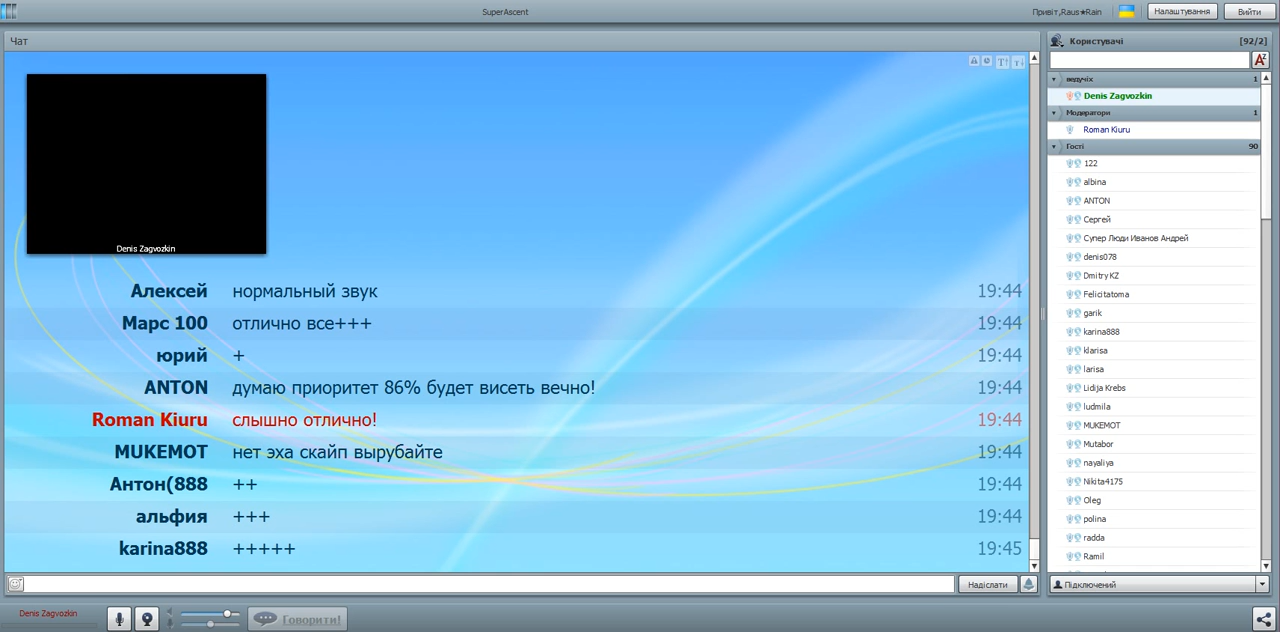 SuperAscent
Привіт,Raus★Rain
Налаштування
Вийти
Чат
Denis Zagvozkin
Алексей нормальный звук 19:44
Марс 100 отлично все+++ 19:44
юрий + 19:44
ANTON думаю приоритет 86% будет висеть вечно! 19:44
Roman Kiuru слышно отлично! 19:44
MUKEMOT нет эха скайп вырубайте 19:44
Антон(888 ++ 19:44
альфия +++ 19:44
karina888 +++++ 19:45
Надіслати
Denis Zagvozkin
Говорити!
Користувачі [92/2]
ведучіх 1
Denis Zagvozkin
Модератори 1
Roman Kiuru
Гості 90
122
albina
ANTON
Сергей
Супер Люди Иванов Андрей
denis078
Dmitry KZ
Felicitatoma
garik
karina888
klarisa
larisa
Lidija Krebs
ludmila
MUKEMOT
Mutabor
nayaliya
Nikita4175
Oleg
polina
radda
Ramil
Підключений